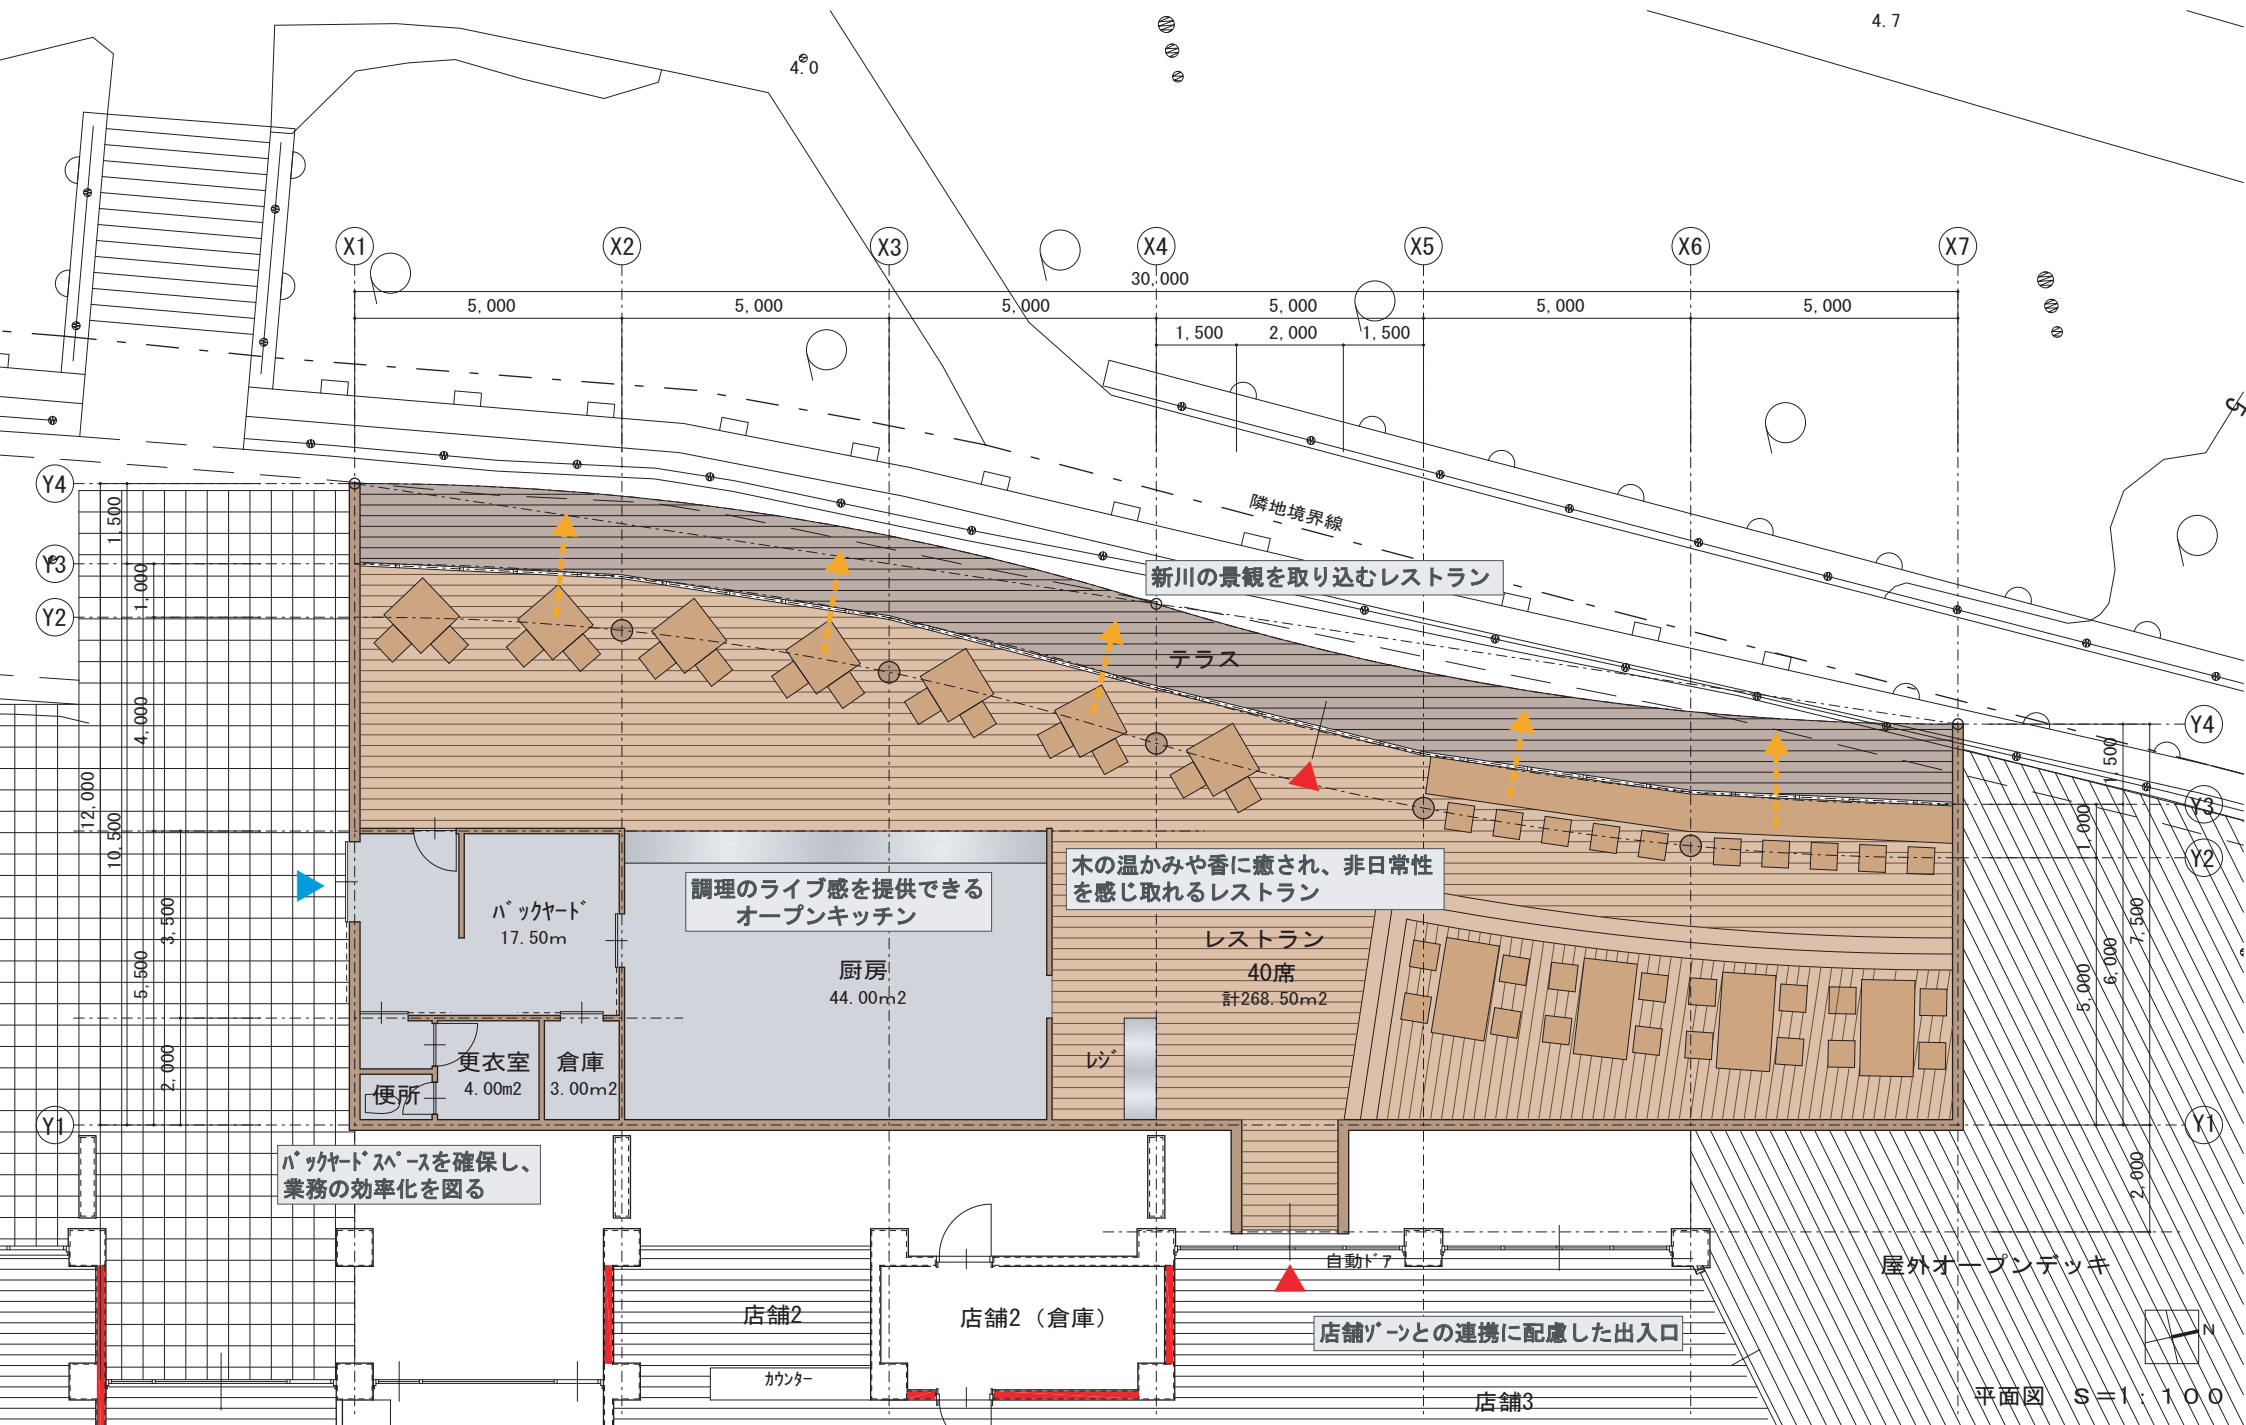 4.7
4.0
X1
X2
X3
X4
X5
X6
X7
30,000
5,000
5,000
5,000
5,000
5,000
5,000
1,500
2,000
1,500
5
Y4
Y3
Y2
Y1
1,500
1,000
4,000
12,000
10,500
3,500
5,500
2,000
隣地境界線
新川の景観を取り込むレストラン
テラス
Y4
Y3
Y2
Y1
1,500
1,000
7,500
6,000
5,000
2,000
木の温かみや香に癒され、非日常性
を感じ取れるレストラン
調理のライブ感を提供できる
オープンキッチン
バックヤード
17.50m
厨房
44.00m2
レストラン
40席
計268.50m2
レジ
更衣室
4.00m2
倉庫
3.00m2
便所
バックヤードスペースを確保し、
業務の効率化を図る
自動ドア
屋外オープンデッキ
店舗2
店舗2（倉庫）
店舗ゾーンとの連携に配慮した出入口
カウンター
店舗3
N
平面図　S=1:100